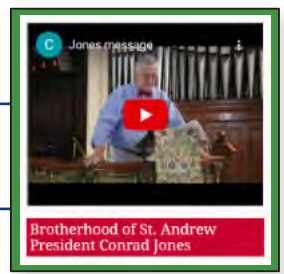 C
Jones message
Brotherhood of St. Andrew
President Conrad Jones